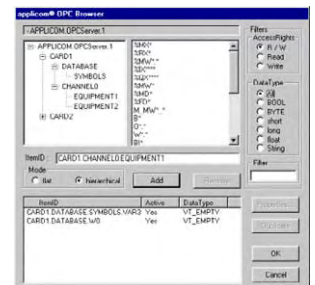 applicom® OPC Browser
- APPLICOM.OPCServer.1
APPLICOM.OPCServer.1
CARD1
DATABASE
SYMBOLS
CHANNEL0
EQUIPMENT1
EQUIPMENT2
CARD2
%MD*
%FD*
B*
Filters
AccessRights
R / W
Read
Write
DataType
All
BOOL
BYTE
short
long
float
String
Filter
ItemID : CARD1.CHANNEL0.EQUIPMENT1
Mode
flat
hierarchical
Add
ItemID Active DataType
CARD1.DATABASE.SYMBOLS.VAR3 Yes VT_EMPTY
CARD1.DATABASE.W0 Yes VT_EMPTY
OK
Cancel